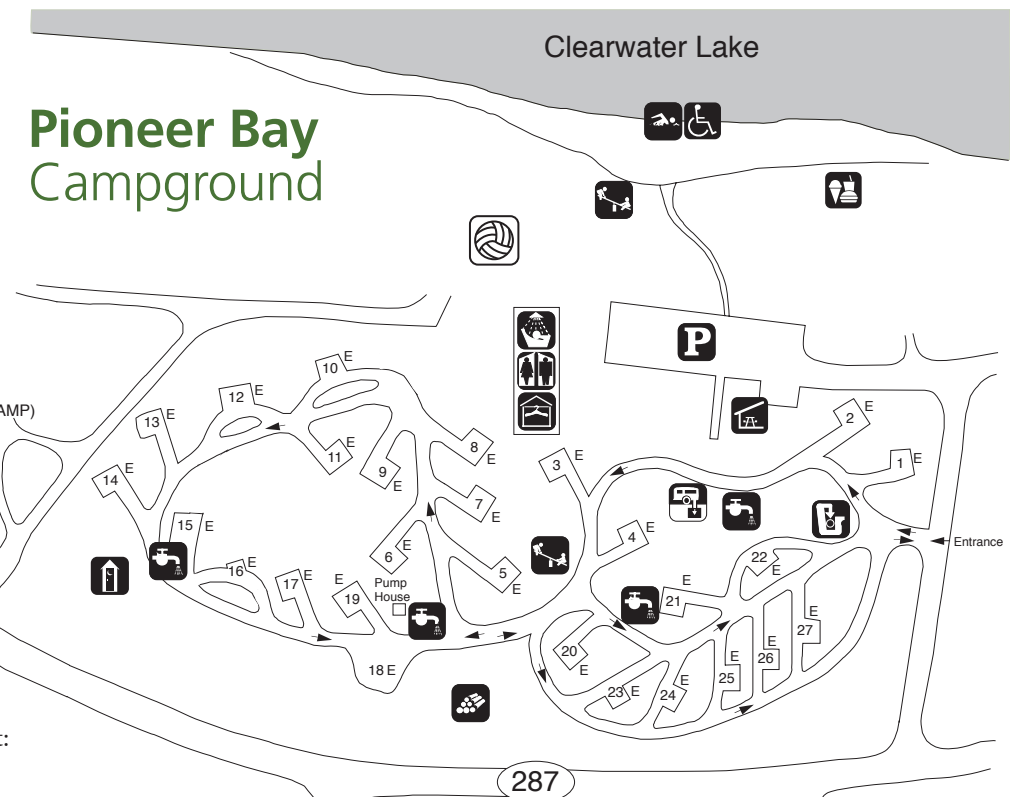 Clearwater Lake
Pioneer Bay
Campground
P
AMP)
10 E
12 E
13 E
2 E
11 E
9 E
8 E
3 E
1 E
14 E
7 E
15 E
4 E
6 E
Entrance
16 E
17 E
5 E
22 E
Pump
House
19 E
21 E
27 E
20 E
26 E
18 E
25 E
23 E
24 E
t:
287